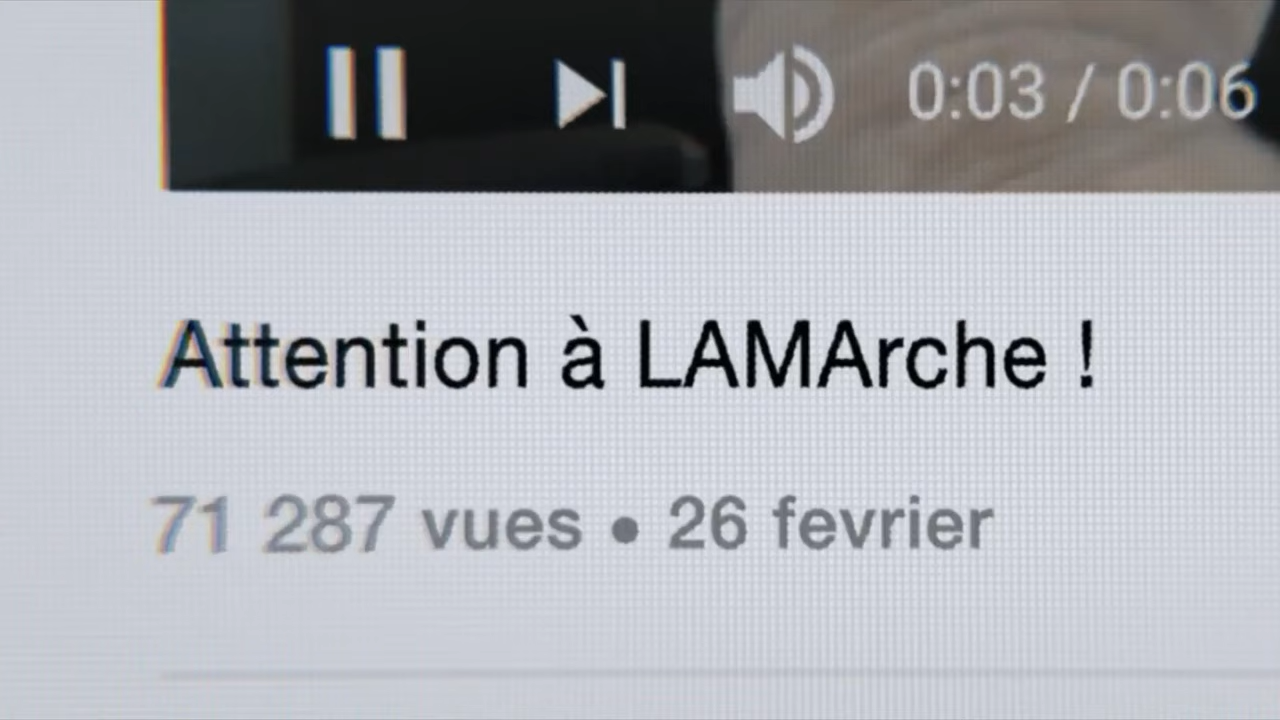 0:03 / 0:06
Attention à LAMArche !
71 287 vues • 26 fevrier